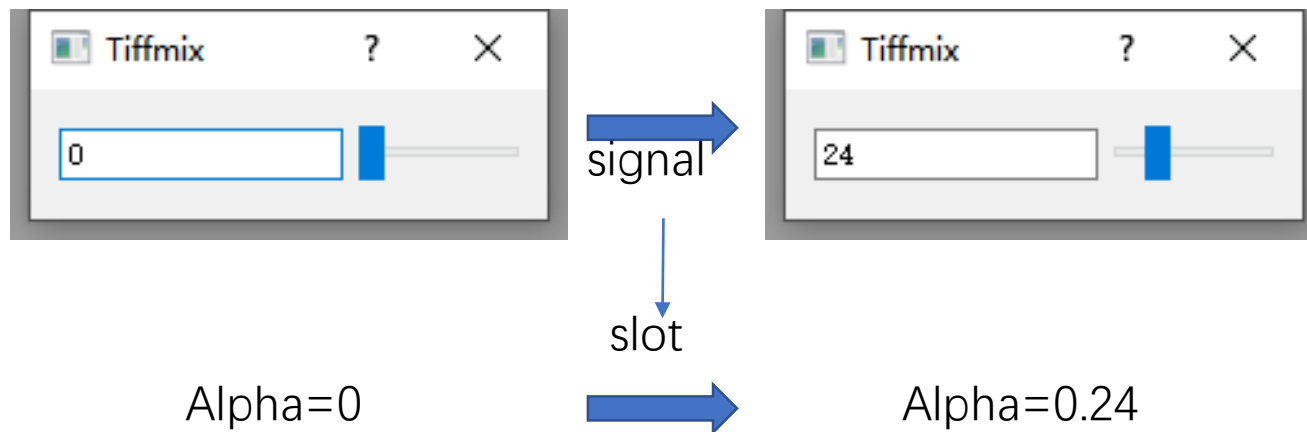 Tiffmix ? ×
Tiffmix ? ×
0
24
signal
slot
Alpha=0
Alpha=0.24